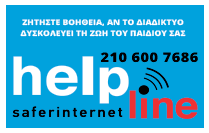 ΖΗΤΗΣΤΕ ΒΟΗΘΕΙΑ, ΑΝ ΤΟ ΔΙΑΔΙΚΤΥΟ
ΔΥΣΚΟΛΕΥΕΙ ΤΗ ΖΩΗ ΤΟΥ ΠΑΙΔΙΟΥ ΣΑΣ
210 600 7686
help
saferinternet
line